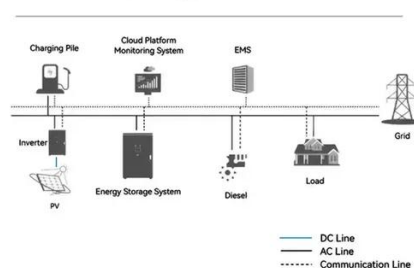 Charging Pile
Cloud Platform
Monitoring System
EMS
Grid
Inverter
PV
Energy Storage System
Diesel
Load
DC Line
AC Line
Communication Line